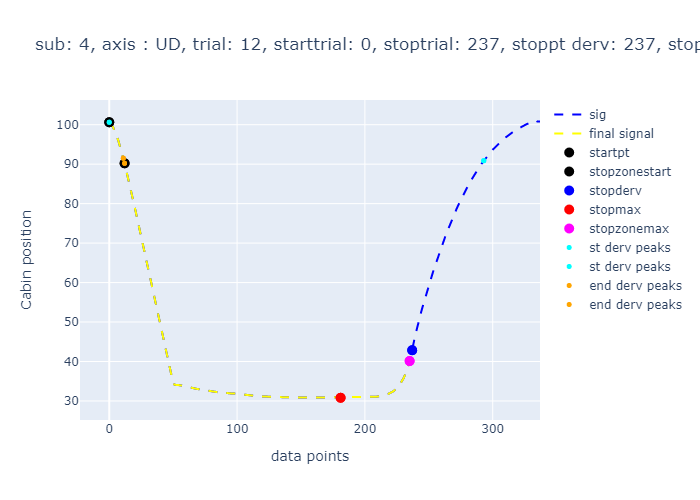 sub: 4, axis : UD, trial: 12, starttrial: 0, stoptrial: 237, stoppt derv: 237, stop
100
90
80
70
60
50
40
30
Cabin position
0
100
200
300
data points
sig
final signal
startpt
stopzonestart
stopderv
stopmax
stopzonemax
st derv peaks
st derv peaks
end derv peaks
end derv peaks